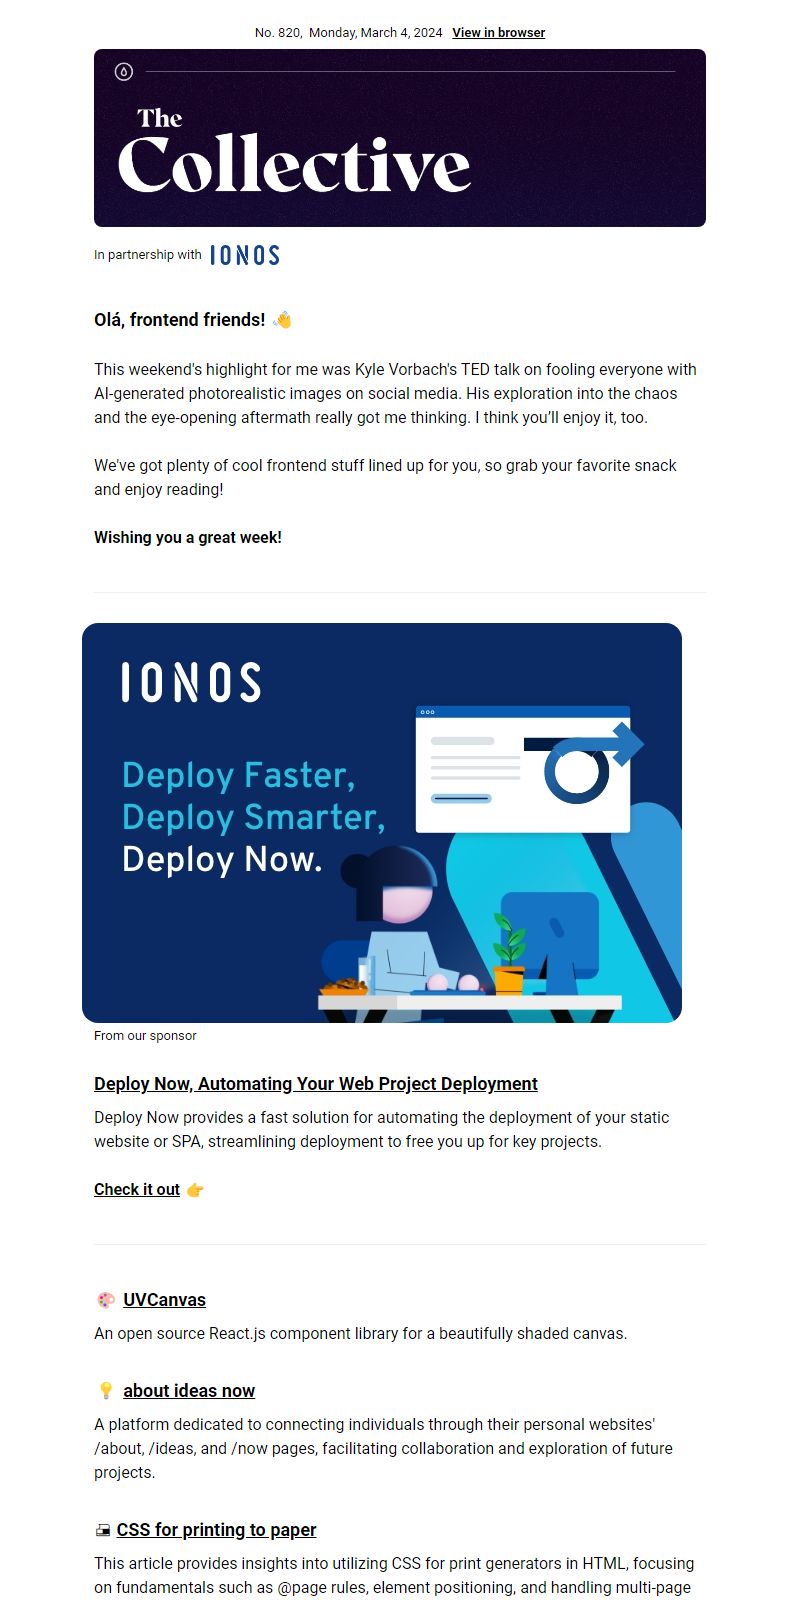 No. 820, Monday, March 4, 2024 View in browser
The
Collective
In partnership with IONOS
Olá, frontend friends! 👋
This weekend's highlight for me was Kyle Vorbach's TED talk on fooling everyone with
AI-generated photorealistic images on social media. His exploration into the chaos
and the eye-opening aftermath really got me thinking. I think you’ll enjoy it, too.
We've got plenty of cool frontend stuff lined up for you, so grab your favorite snack
and enjoy reading!
Wishing you a great week!
IONOS
Deploy Faster,
Deploy Smarter,
Deploy Now.
From our sponsor
Deploy Now, Automating Your Web Project Deployment
Deploy Now provides a fast solution for automating the deployment of your static
website or SPA, streamlining deployment to free you up for key projects.
Check it out 👉
🎨 UVCanvas
An open source React.js component library for a beautifully shaded canvas.
💡 about ideas now
A platform dedicated to connecting individuals through their personal websites'
/about, /ideas, and /now pages, facilitating collaboration and exploration of future
projects.
🖨 CSS for printing to paper
This article provides insights into utilizing CSS for print generators in HTML, focusing
on fundamentals such as @page rules, element positioning, and handling multi-page